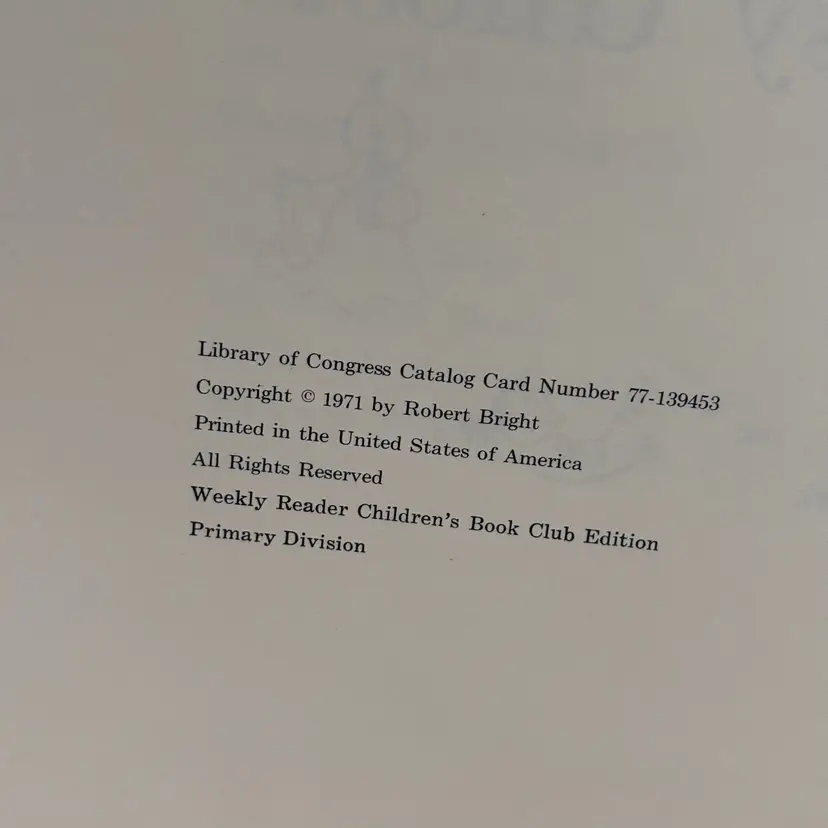 Library of Congress Catalog Card Number 77-139453
Copyright © 1971 by Robert Bright
Printed in the United States of America
All Rights Reserved
Weekly Reader Children's Book Club Edition
Primary Division